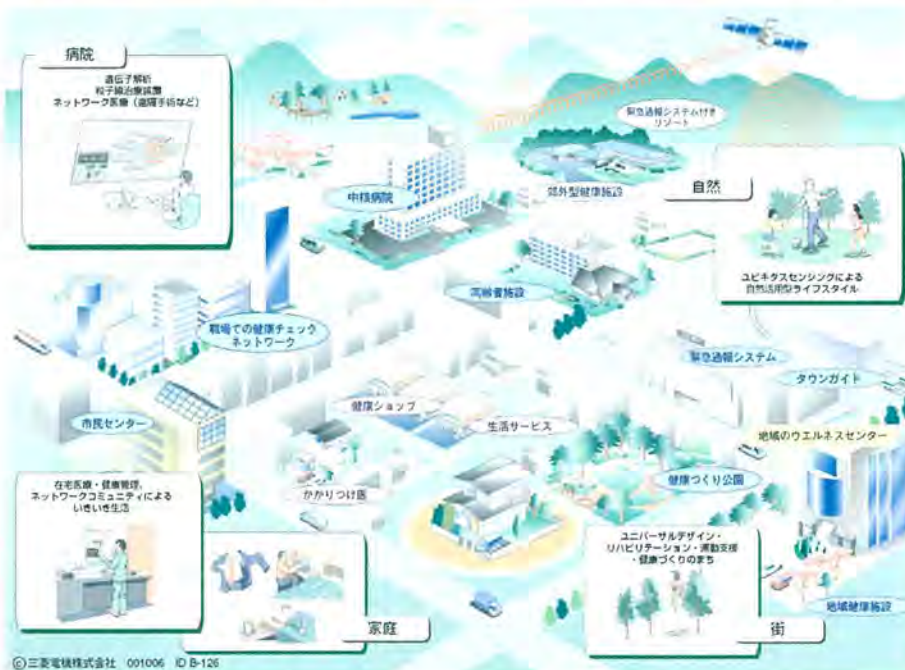 病院
遺伝子解析
粒子線治療装置
ネットワーク医療（遠隔手術など）
緊急通報システム付き
リゾート
中核病院
郊外型健康施設
自然
ユビキタスセンシングによる
自然活用型ライフスタイル
高齢者施設
職場での健康チェック
ネットワーク
緊急通報システム
タウンガイド
健康ショップ
市民センター
生活サービス
地域のウエルネスセンター
在宅医療・健康管理、
ネットワークコミュニティによる
いきいき生活
かかりつけ医
健康づくり公園
ユニバーサルデザイン・
リハビリテーション・運動支援
・健康づくりのまち
地域健康施設
家庭
街
©三菱電機株式会社 001006 ID B-126